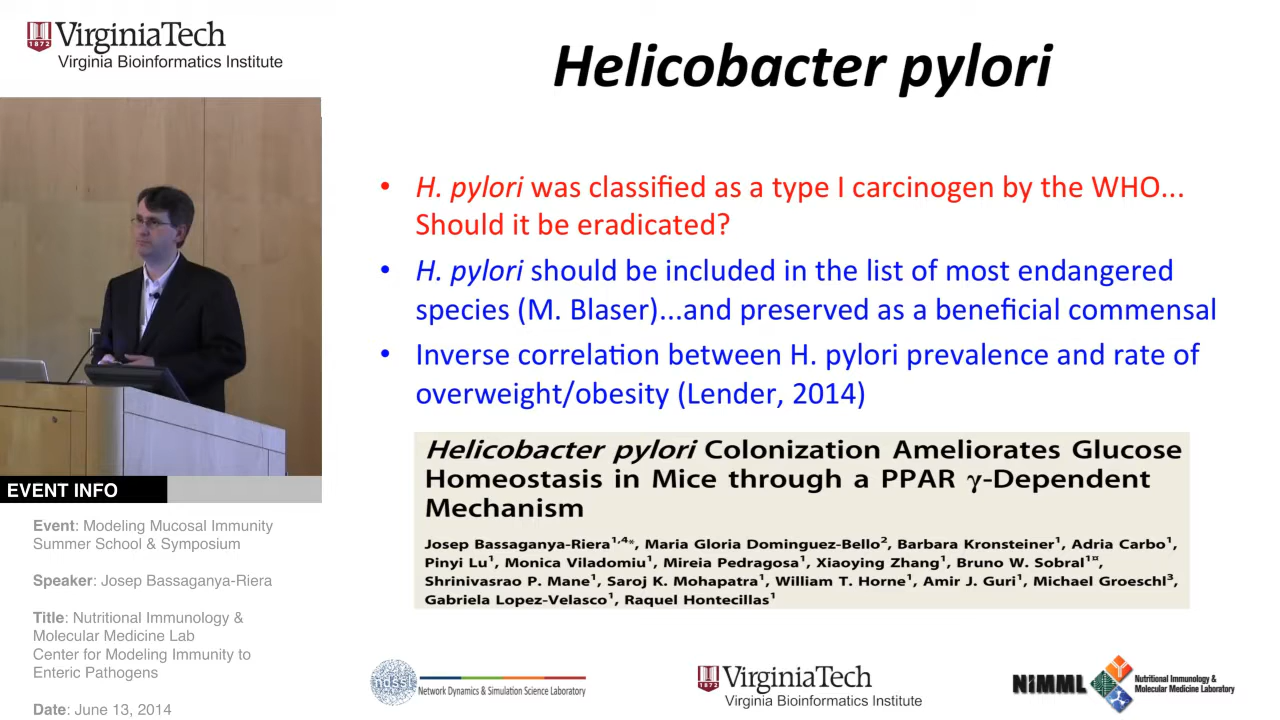 VirginiaTech
1872
Virginia Bioinformatics Institute
Helicobacter pylori
• H. pylori was classified as a type I carcinogen by the WHO...
Should it be eradicated?
• H. pylori should be included in the list of most endangered
species (M. Blaser)...and preserved as a beneficial commensal
• Inverse correlation between H. pylori prevalence and rate of
overweight/obesity (Lender, 2014)
Helicobacter pylori Colonization Ameliorates Glucose
Homeostasis in Mice through a PPAR γ-Dependent
Mechanism
Josep Bassaganya-Riera1,4*, Maria Gloria Dominguez-Bello2, Barbara Kronsteiner1, Adria Carbo1,
Pinyi Lu1, Monica Viladomiu1, Mireia Pedragosa1, Xiaoying Zhang1, Bruno W. Sobral1¤,
Shrinivasrao P. Mane1, Saroj K. Mohapatra1, William T. Horne1, Amir J. Guri1, Michael Groeschl3,
Gabriela Lopez-Velasco1, Raquel Hontecillas1
EVENT INFO
Event: Modeling Mucosal Immunity
Summer School & Symposium
Speaker: Josep Bassaganya-Riera
Title: Nutritional Immunology &
Molecular Medicine Lab
Center for Modeling Immunity to
Enteric Pathogens
Date: June 13, 2014
ndssl
Network Dynamics & Simulation Science Laboratory
VirginiaTech
1872
Virginia Bioinformatics Institute
NIMML
Nutritional Immunology &
Molecular Medicine Laboratory